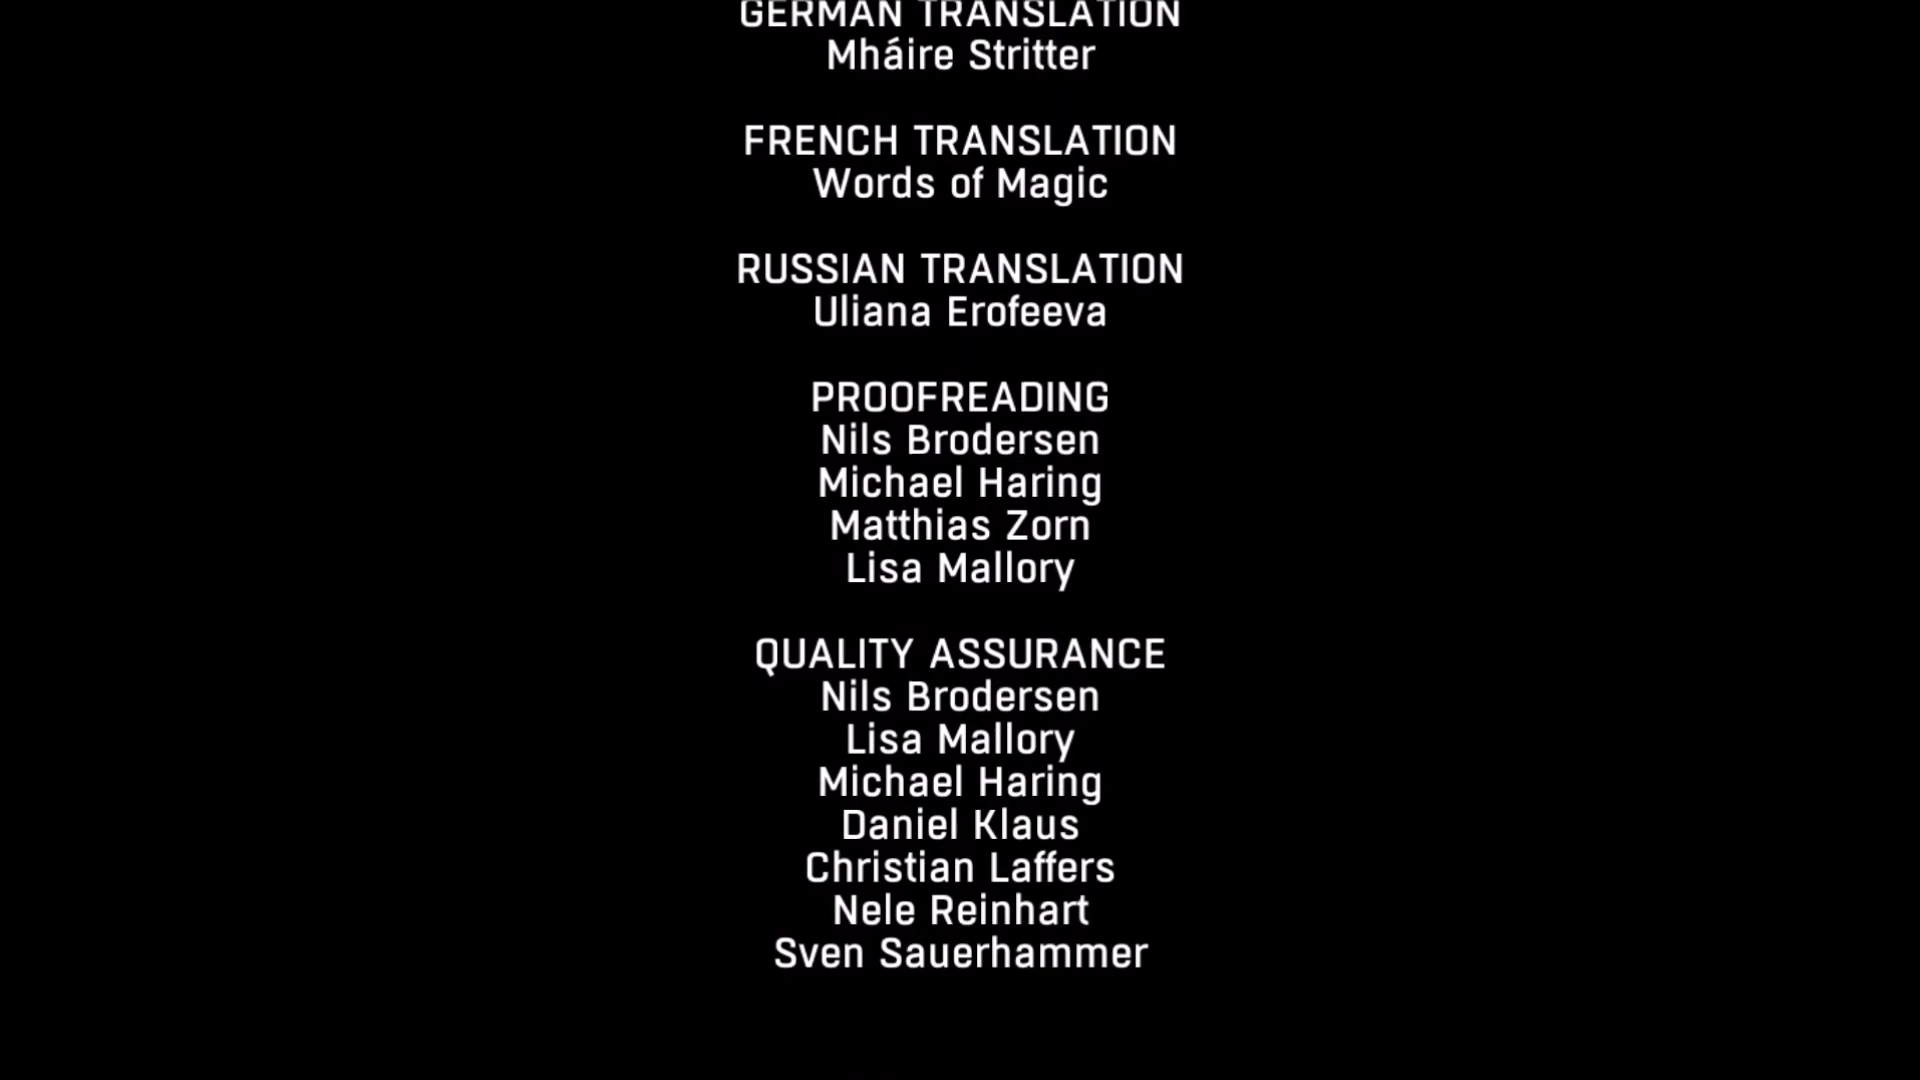 GERMAN TRANSLATION
Mháire Stritter
FRENCH TRANSLATION
Words of Magic
RUSSIAN TRANSLATION
Uliana Erofeeva
PROOFREADING
Nils Brodersen
Michael Haring
Matthias Zorn
Lisa Mallory
QUALITY ASSURANCE
Nils Brodersen
Lisa Mallory
Michael Haring
Daniel Klaus
Christian Laffers
Nele Reinhart
Sven Sauerhammer